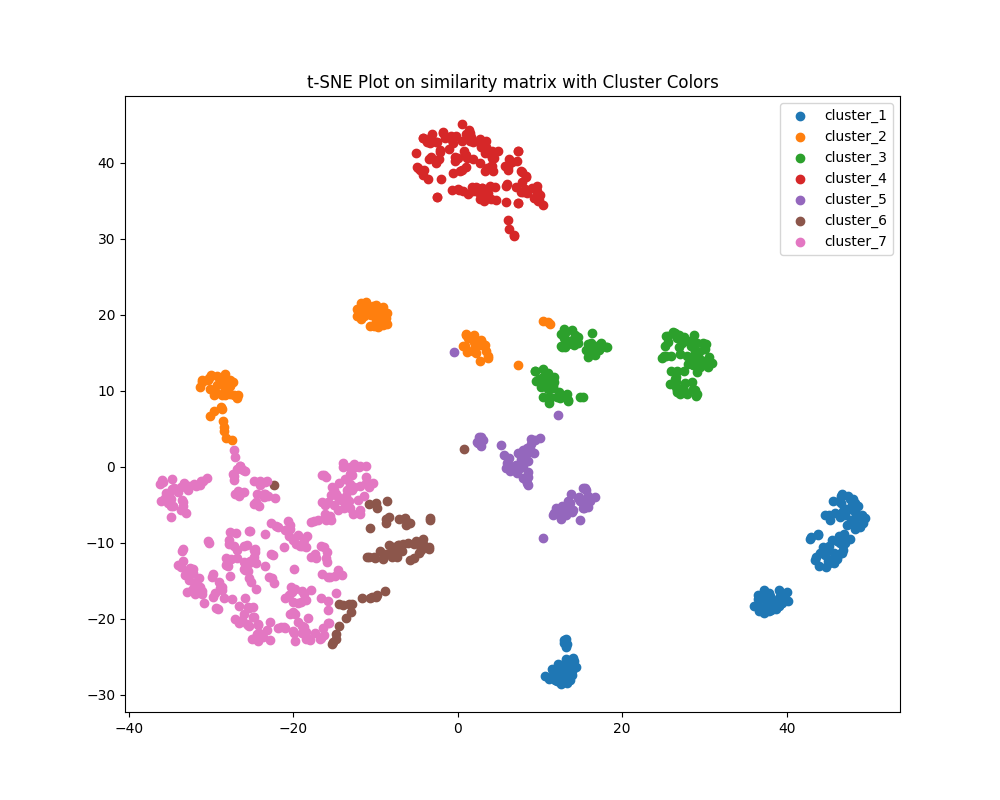 t-SNE Plot on similarity matrix with Cluster Colors
cluster_1
cluster_2
cluster_3
cluster_4
cluster_5
cluster_6
cluster_7
40
30
20
10
0
−10
−20
−30
−40
−20
0
20
40